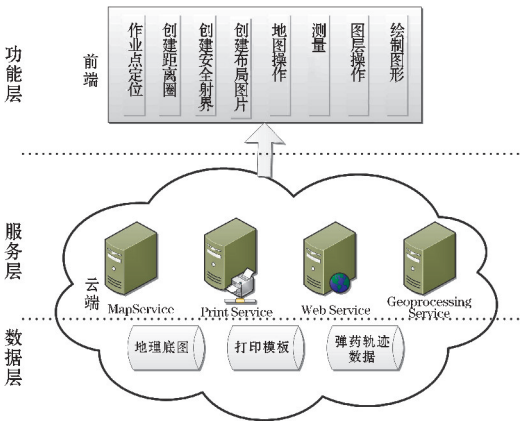 功能层
前端
作业点定位
创建距离圈
创建安全射界
创建布局图片
地图操作
测量
图层操作
绘制图形
服务层
云端
MapService
Print Service
Web Service
Geoprocessing
Service
数据层
地理底图
打印模板
弹药轨迹
数据